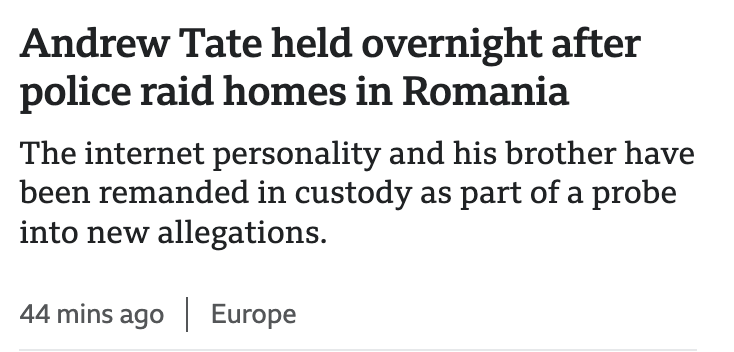 Andrew Tate held overnight after
police raid homes in Romania
The internet personality and his brother have
been remanded in custody as part of a probe
into new allegations.
44 mins ago | Europe